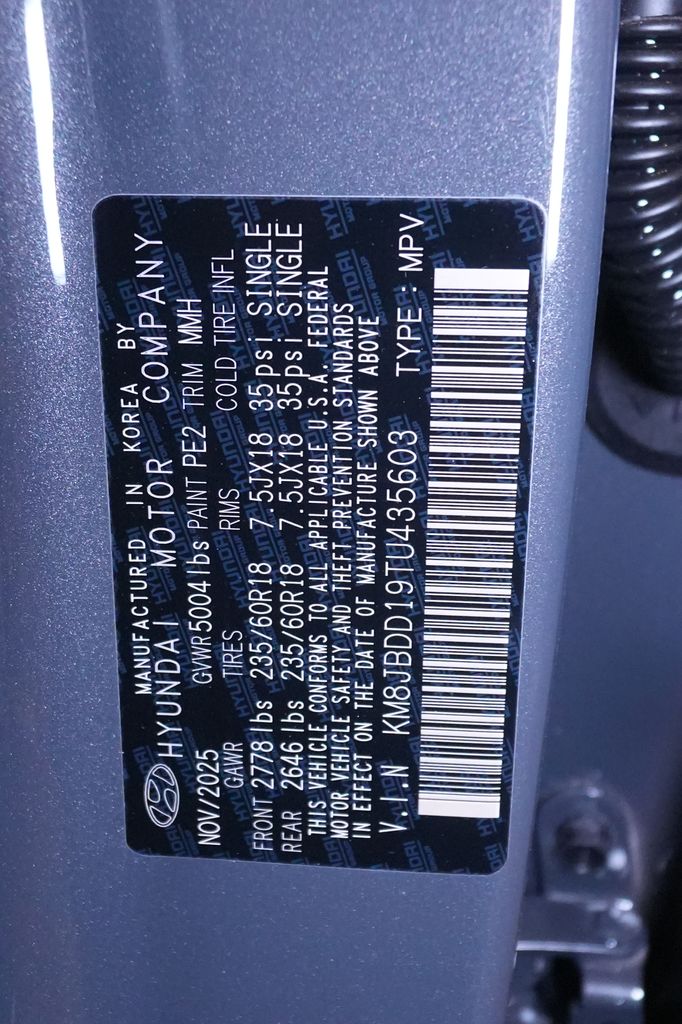 MANUFACTURED IN KOREA BY
HYUNDAI MOTOR COMPANY
NOV/2025 GVWR 5004 lbs PAINT PE2 TRIM MMH
GAWR TIRES RIMS COLD TIRE INFL
FRONT 2778 lbs 235/60R18 7.5JX18 35psi SINGLE
REAR 2646 lbs 235/60R18 7.5JX18 35psi SINGLE
THIS VEHICLE CONFORMS TO ALL APPLICABLE U.S.A. FEDERAL
MOTOR VEHICLE SAFETY AND THEFT PREVENTION STANDARDS
IN EFFECT ON THE DATE OF MANUFACTURE SHOWN ABOVE
V.I.N KM8JBDD19TU435603 TYPE : MPV